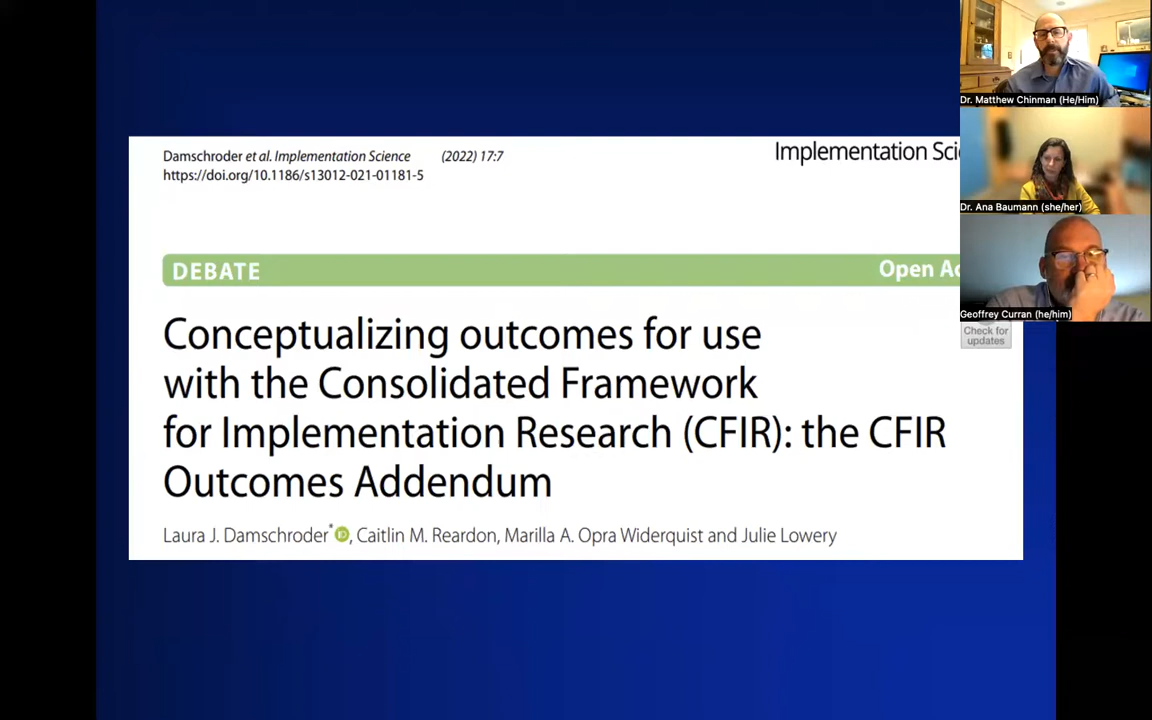 Damschroder et al. Implementation Science (2022) 17:7
https://doi.org/10.1186/s13012-021-01181-5
Implementation Sci
DEBATE
Open Ac
Check for
updates
Conceptualizing outcomes for use
with the Consolidated Framework
for Implementation Research (CFIR): the CFIR
Outcomes Addendum
Laura J. Damschroder*, Caitlin M. Reardon, Marilla A. Opra Widerquist and Julie Lowery
Dr. Matthew Chinman (He/Him)
Dr. Ana Baumann (she/her)
Geoffrey Curran (he/him)